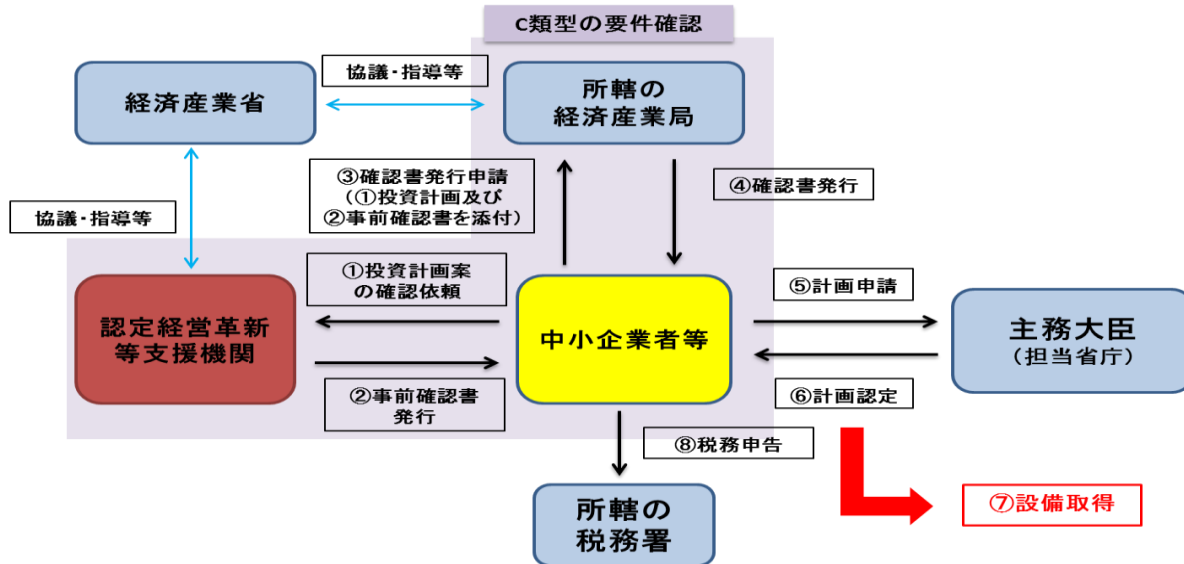 C類型の要件確認
協議・指導等
経済産業省
所轄の
経済産業局
③確認書発行申請
(①投資計画及び
②事前確認書を添付)
④確認書発行
協議・指導等
①投資計画案
の確認依頼
⑤計画申請
認定経営革新
等支援機関
中小企業者等
主務大臣
(担当省庁)
②事前確認書
発行
⑥計画認定
⑧税務申告
所轄の
税務署
⑦設備取得